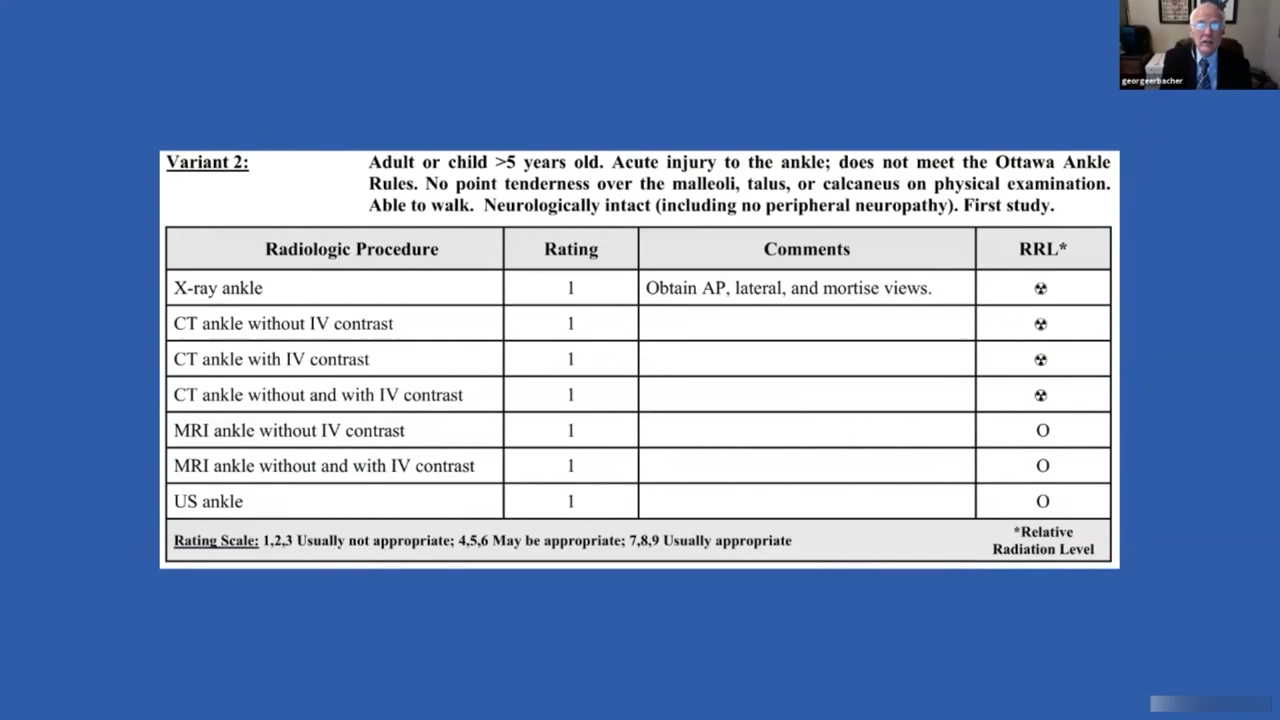 georgeerbacher
Variant 2:
Adult or child >5 years old. Acute injury to the ankle; does not meet the Ottawa Ankle
Rules. No point tenderness over the malleoli, talus, or calcaneus on physical examination.
Able to walk. Neurologically intact (including no peripheral neuropathy). First study.
Radiologic Procedure Rating Comments RRL*
X-ray ankle 1 Obtain AP, lateral, and mortise views. ☢
CT ankle without IV contrast 1 ☢
CT ankle with IV contrast 1 ☢
CT ankle without and with IV contrast 1 ☢
MRI ankle without IV contrast 1 O
MRI ankle without and with IV contrast 1 O
US ankle 1 O
Rating Scale: 1,2,3 Usually not appropriate; 4,5,6 May be appropriate; 7,8,9 Usually appropriate
*Relative
Radiation Level